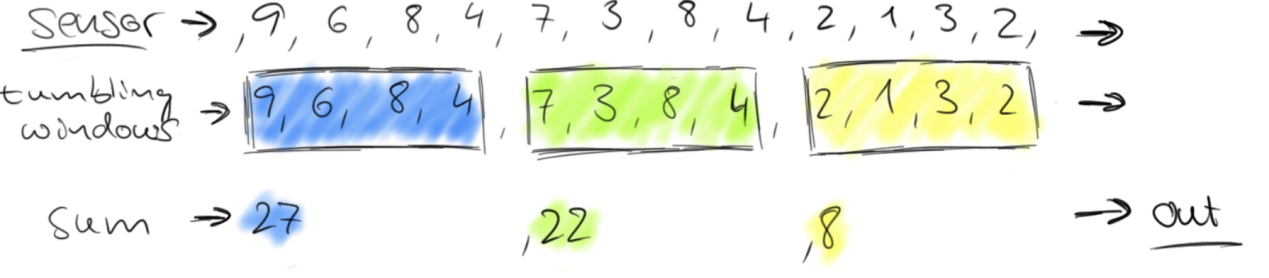 sensor → , 9, 6, 8, 4, 7, 3, 8, 4, 2, 1, 3, 2, →
tumbling windows → 9, 6, 8, 4 , 7, 3, 8, 4 , 2, 1, 3, 2 →
sum → 27 , 22 , 8 → out